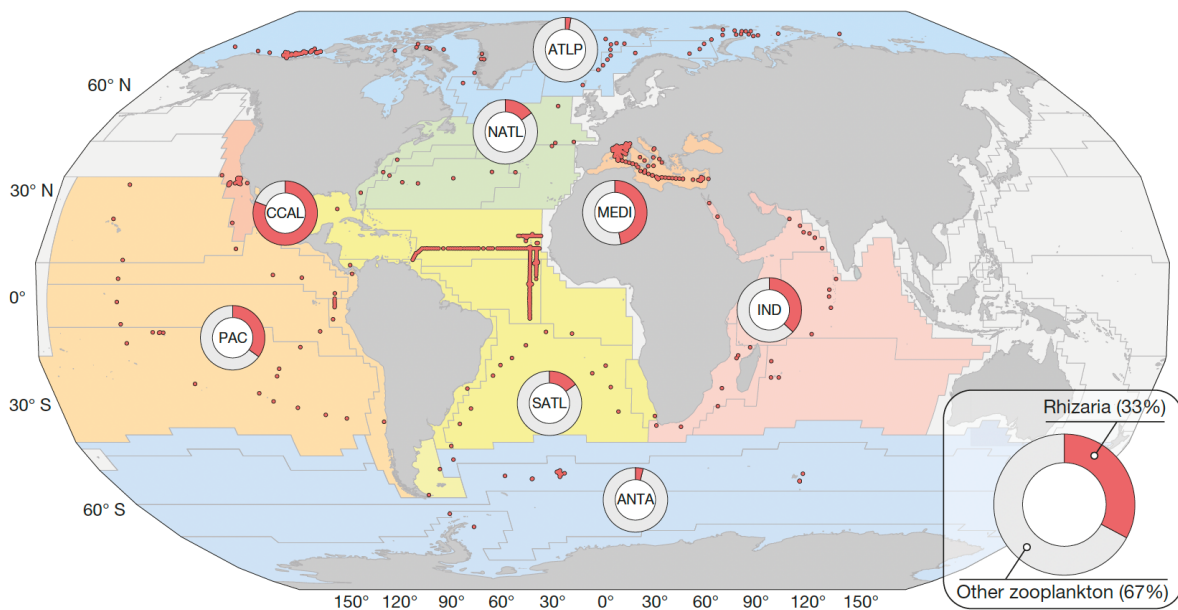 ATLP
60° N
NATL
30° N
CCAL
MEDI
0°
IND
PAC
30° S
SATL
Rhizaria (33%)
ANTA
60° S
Other zooplankton (67%)
150° 120° 90° 60° 30° 0° 30° 60° 90° 120° 150°